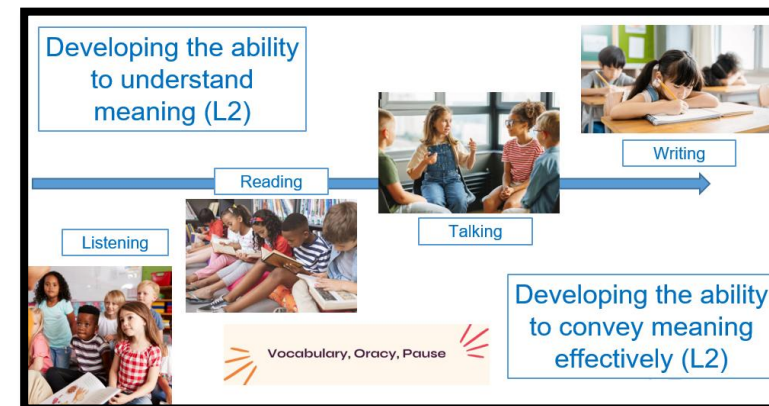 Developing the ability
to understand
meaning (L2)
Writing
Reading
Talking
Listening
Developing the ability
to convey meaning
effectively (L2)
Vocabulary, Oracy, Pause